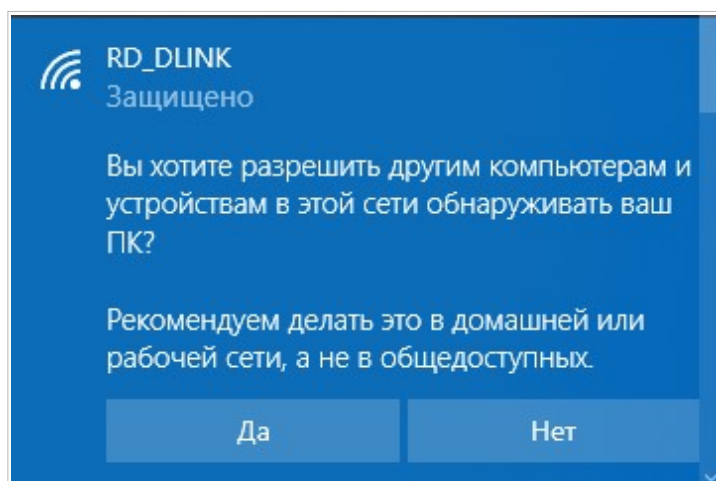 RD_DLINK
Защищено
Вы хотите разрешить другим компьютерам и
устройствам в этой сети обнаруживать ваш
ПК?
Рекомендуем делать это в домашней или
рабочей сети, а не в общедоступных.
Да
Нет